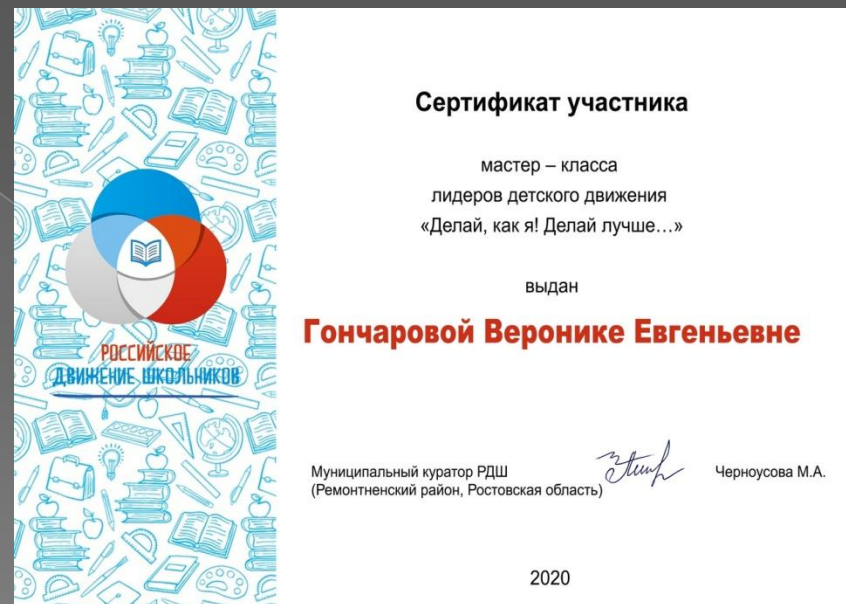 Сертификат участника
мастер – класса
лидеров детского движения
«Делай, как я! Делай лучше…»
выдан
Гончаровой Веронике Евгеньевне
РОССИЙСКОЕ
ДВИЖЕНИЕ ШКОЛЬНИКОВ
Муниципальный куратор РДШ
(Ремонтненский район, Ростовская область)
Черноусова М.А.
2020